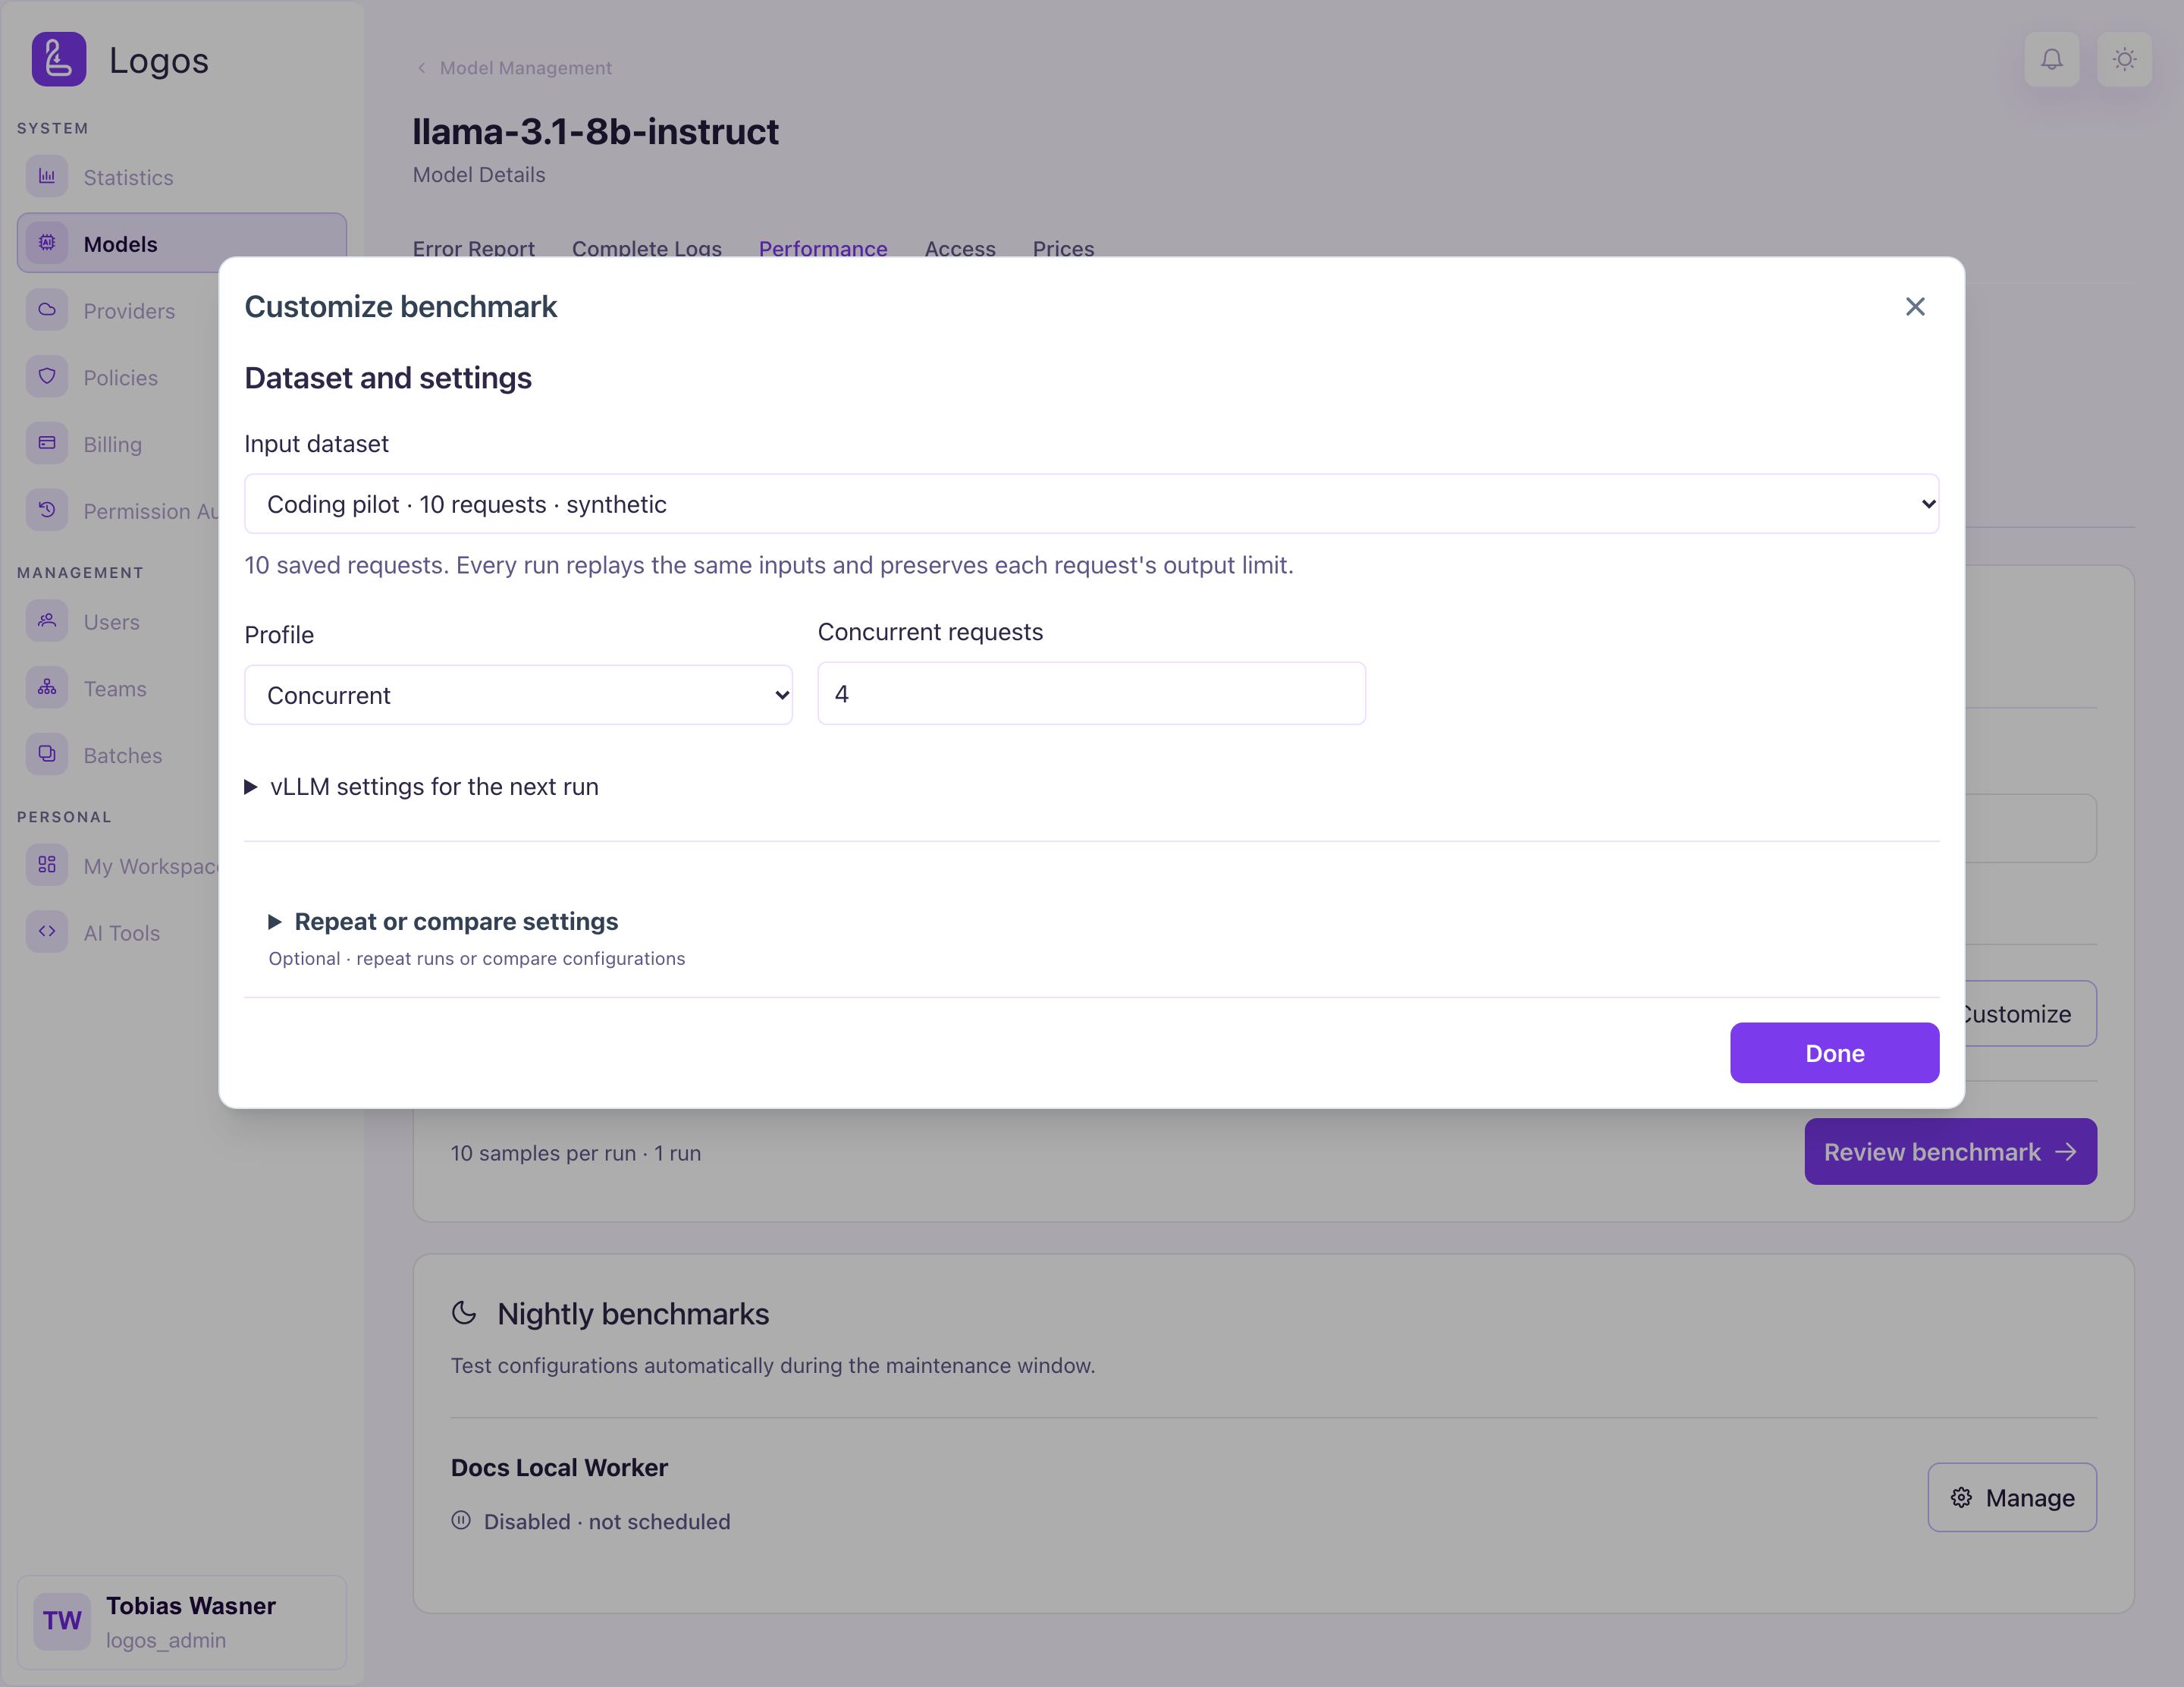 Logos
SYSTEM
Statistics
Models
Providers
Policies
Billing
Permission Au
MANAGEMENT
Users
Teams
Batches
PERSONAL
My Workspac
AI Tools
TW
Tobias Wasner
logos_admin
Model Management
llama-3.1-8b-instruct
Model Details
Error Report Complete Logs Performance Access Prices
Customize benchmark
Dataset and settings
Input dataset
Coding pilot · 10 requests · synthetic
10 saved requests. Every run replays the same inputs and preserves each request's output limit.
Profile
Concurrent
Concurrent requests
4
vLLM settings for the next run
Repeat or compare settings
Optional · repeat runs or compare configurations
Done
Customize
10 samples per run · 1 run
Review benchmark
Nightly benchmarks
Test configurations automatically during the maintenance window.
Docs Local Worker
Disabled · not scheduled
Manage